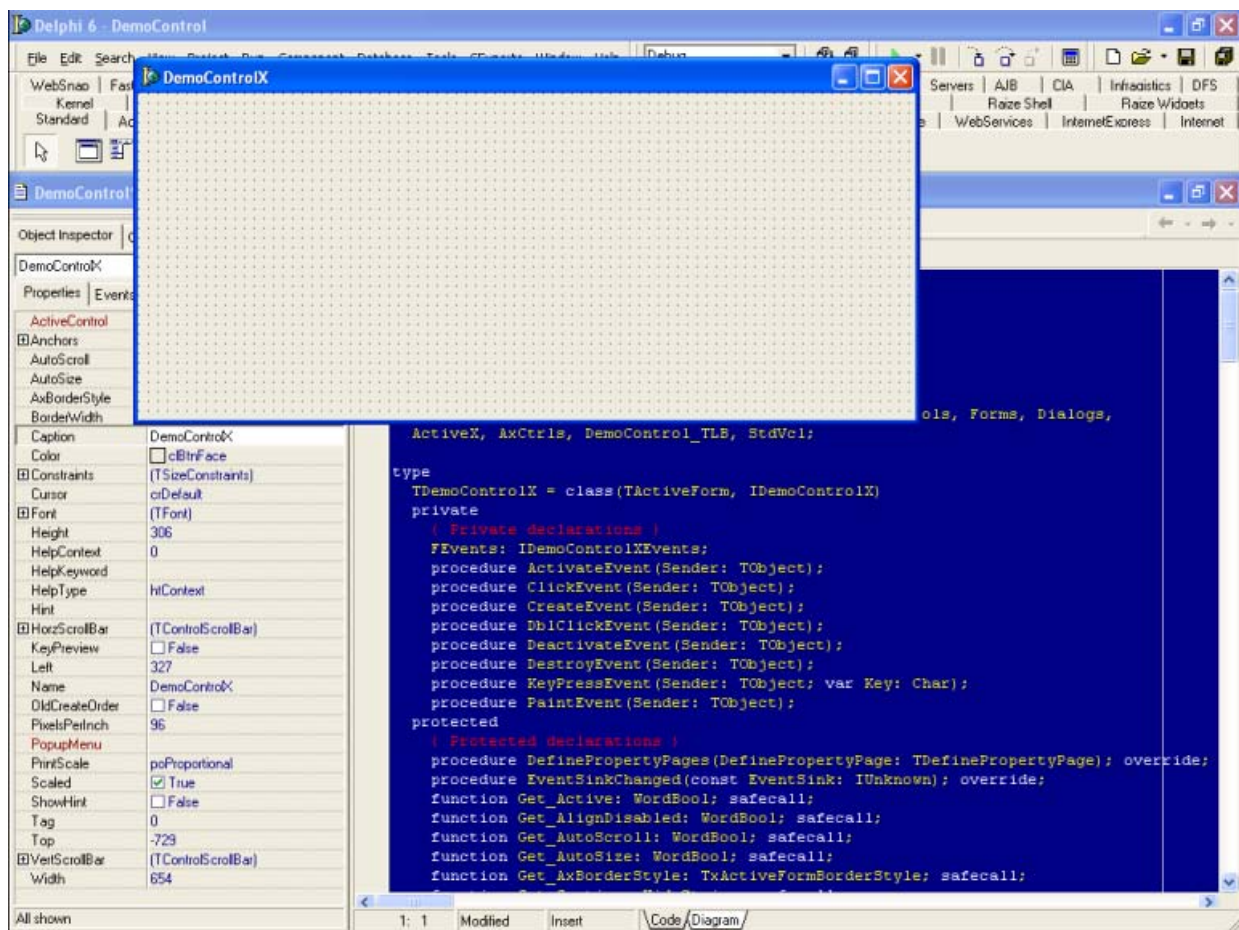 Delphi 6 - DemoControl
File Edit Search
WebSnap
Servers AJB CIA Infragistics DFS
Kernel
Raize Shell Raize Widgets
Standard
WebServices InternetExpress Internet
DemoControlX
DemoControl
Object Inspector
DemoControlX
Properties Events
ActiveControl
Anchors
AutoScroll
AutoSize
AxBorderStyle
BorderWidth
Caption DemoControlX
Color clBtnFace
Constraints (TSizeConstraints)
Cursor crDefault
Font (TFont)
Height 306
HelpContext 0
HelpKeyword
HelpType htContext
Hint
HorzScrollBar (TControlScrollBar)
KeyPreview False
Left 327
Name DemoControlX
OldCreateOrder False
PixelsPerInch 96
PopupMenu
PrintScale poProportional
Scaled True
ShowHint False
Tag 0
Top -729
VertScrollBar (TControlScrollBar)
Width 654
All shown
ols, Forms, Dialogs,
ActiveX, AxCtrls, DemoControl_TLB, StdVcl;
type
TDemoControlX = class(TActiveForm, IDemoControlX)
private
{ Private declarations }
FEvents: IDemoControlXEvents;
procedure ActivateEvent(Sender: TObject);
procedure ClickEvent(Sender: TObject);
procedure CreateEvent(Sender: TObject);
procedure DblClickEvent(Sender: TObject);
procedure DeactivateEvent(Sender: TObject);
procedure DestroyEvent(Sender: TObject);
procedure KeyPressEvent(Sender: TObject; var Key: Char);
procedure PaintEvent(Sender: TObject);
protected
{ Protected declarations }
procedure DefinePropertyPages(DefinePropertyPage: TDefinePropertyPage); override;
procedure EventSinkChanged(const EventSink: IUnknown); override;
function Get_Active: WordBool; safecall;
function Get_AlignDisabled: WordBool; safecall;
function Get_AutoScroll: WordBool; safecall;
function Get_AutoSize: WordBool; safecall;
function Get_AxBorderStyle: TxActiveFormBorderStyle; safecall;
1: 1 Modified Insert Code Diagram